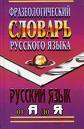 ФРАЗЕОЛОГИЧЕСКИЙ
СЛОВАРЬ
РУССКОГО ЯЗЫКА
РУССКИЙ ЯЗЫК
ОТ А ДО Я